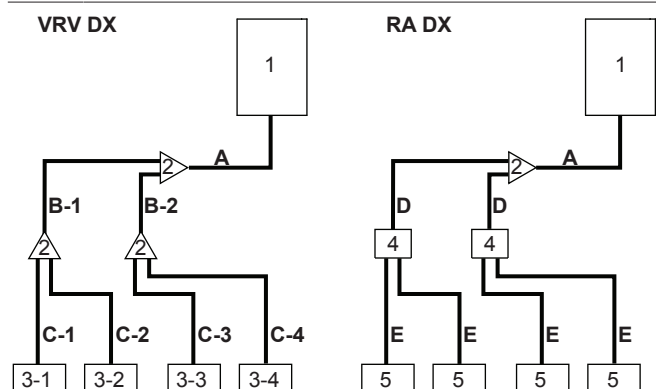 VRV DX RA DX
1 1
2 A 2 A
B-1 B-2 D D
2 2 4 4
C-1 C-2 C-3 C-4 E E E E
3-1 3-2 3-3 3-4 5 5 5 5